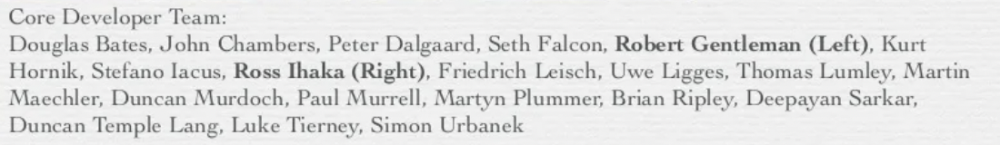 Core Developer Team:
Douglas Bates, John Chambers, Peter Dalgaard, Seth Falcon, Robert Gentleman (Left), Kurt
Hornik, Stefano Iacus, Ross Ihaka (Right), Friedrich Leisch, Uwe Ligges, Thomas Lumley, Martin
Maechler, Duncan Murdoch, Paul Murrell, Martyn Plummer, Brian Ripley, Deepayan Sarkar,
Duncan Temple Lang, Luke Tierney, Simon Urbanek